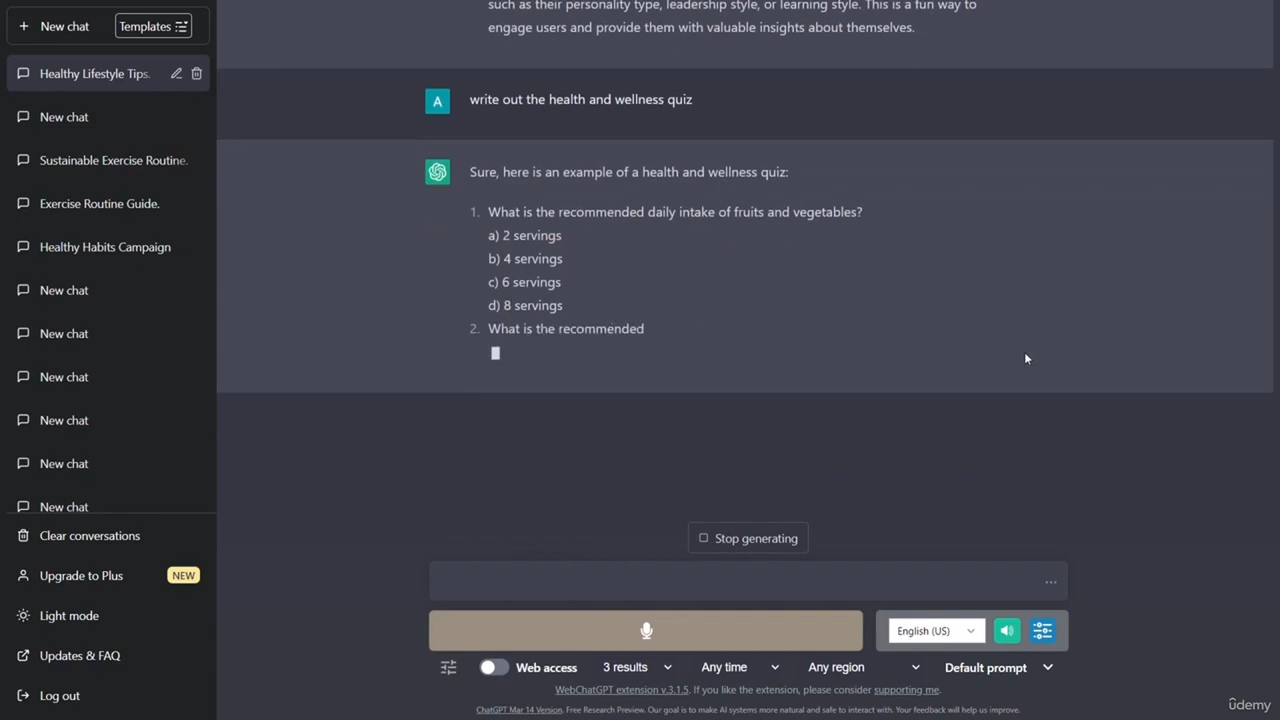 New chat
Templates
Healthy Lifestyle Tips.
New chat
Sustainable Exercise Routine.
Exercise Routine Guide.
Healthy Habits Campaign
New chat
New chat
New chat
New chat
New chat
New chat
Clear conversations
Upgrade to Plus NEW
Light mode
Updates & FAQ
Log out
such as their personality type, leadership style, or learning style. This is a fun way to
engage users and provide them with valuable insights about themselves.
A
write out the health and wellness quiz
Sure, here is an example of a health and wellness quiz:
1. What is the recommended daily intake of fruits and vegetables?
a) 2 servings
b) 4 servings
c) 6 servings
d) 8 servings
2. What is the recommended
Stop generating
English (US)
Web access 3 results Any time Any region Default prompt
WebChatGPT extension v.3.1.5. If you like the extension, please consider supporting me.
ChatGPT Mar 14 Version. Free Research Preview. Our goal is to make AI systems more natural and safe to interact with. Your feedback will help us improve.
ûdemy